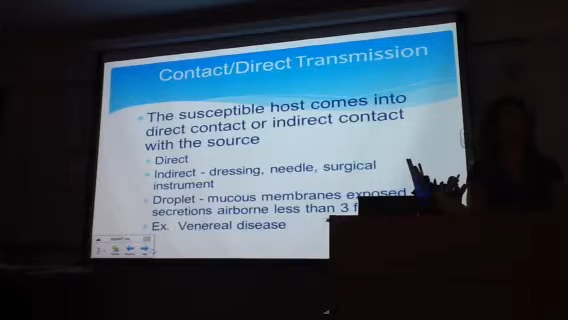 Contact/Direct Transmission
The susceptible host comes into
direct contact or indirect contact
with the source
Direct
Indirect - dressing, needle, surgical
instrument
Droplet - mucous membranes exposed
secretions airborne less than 3
Ex. Venereal disease